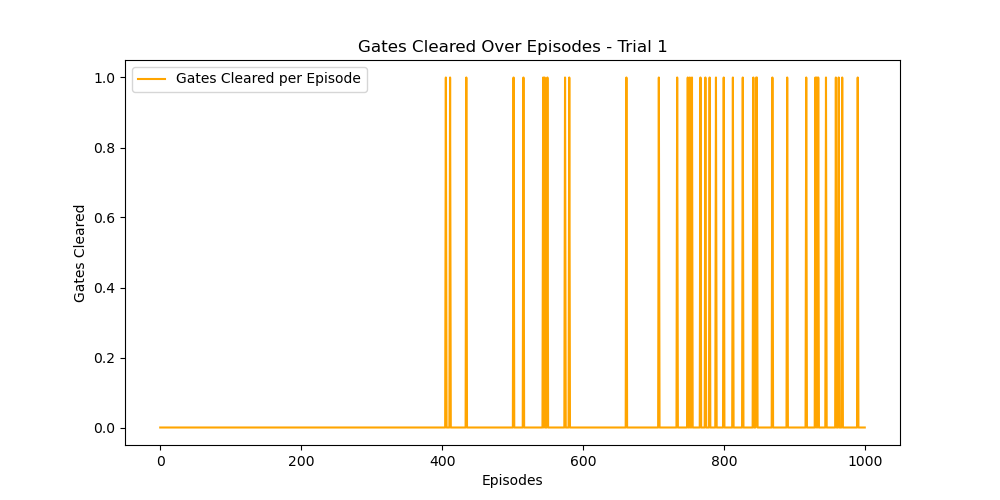 Gates Cleared Over Episodes - Trial 1
Gates Cleared per Episode
Gates Cleared
1.0
0.8
0.6
0.4
0.2
0.0
0 200 400 600 800 1000
Episodes